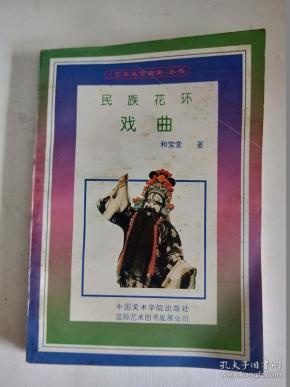 《艺术欣赏指南》丛书
民族花环
戏曲
和宝堂 著
中国美术学院出版社
滋蒲艺术图书发展公司
孔夫子旧书网